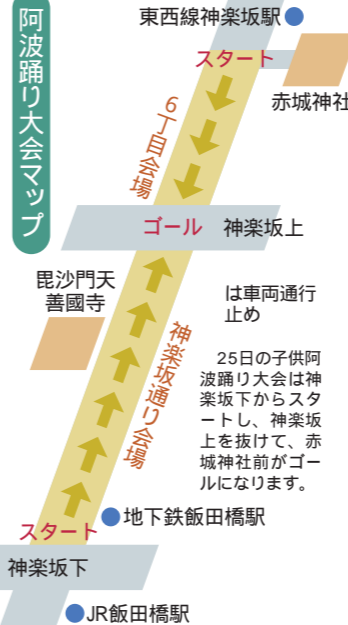 阿波踊り大会マップ
東西線神楽坂駅
スタート
赤城神社
6丁目会場
ゴール
神楽坂上
毘沙門天
善國寺
は車両通行
止め
神楽坂通り会場
25日の子供阿
波踊り大会は神
楽坂下からスタ
ートし、神楽坂
上を抜けて、赤
城神社前がゴー
ルになります。
地下鉄飯田橋駅
スタート
神楽坂下
JR飯田橋駅